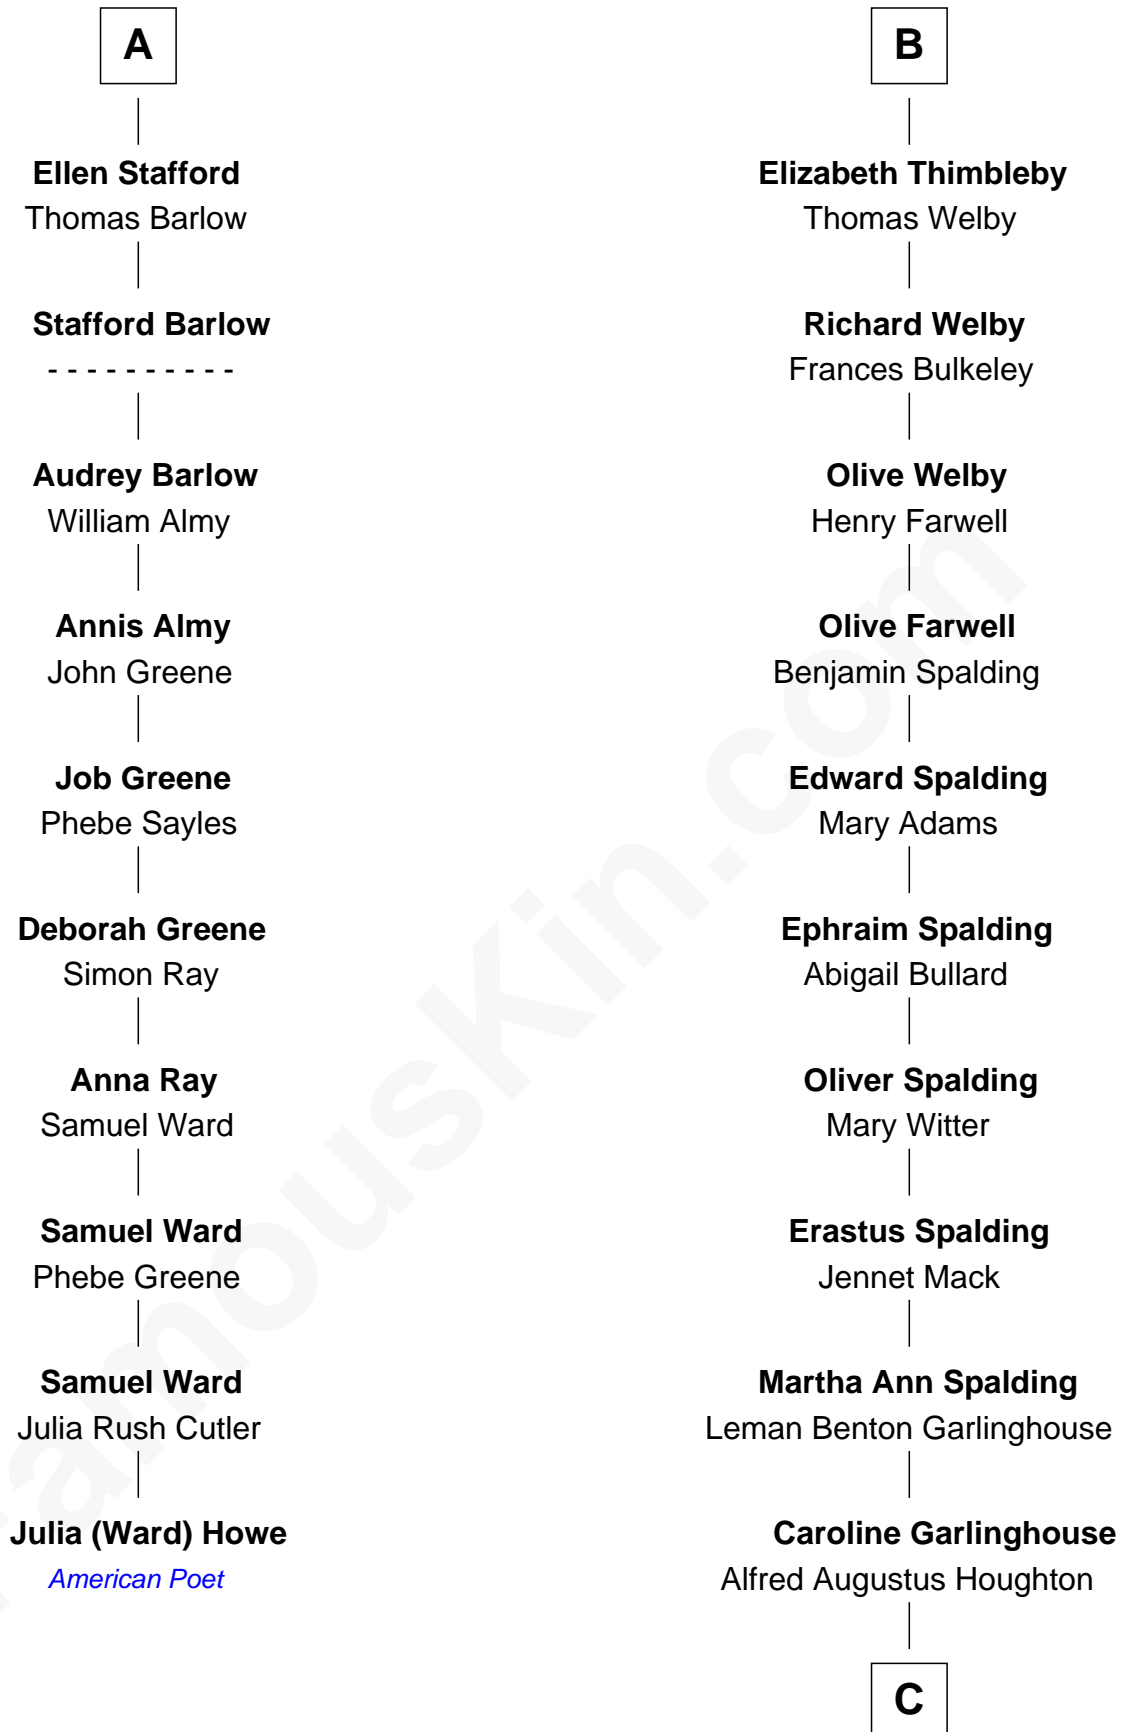 A
Ellen Stafford
Thomas Barlow
Stafford Barlow
- - - - - - - - - -
Audrey Barlow
William Almy
Annis Almy
John Greene
Job Greene
Phebe Sayles
Deborah Greene
Simon Ray
Anna Ray
Samuel Ward
Samuel Ward
Phebe Greene
Samuel Ward
Julia Rush Cutler
Julia (Ward) Howe
American Poet
B
Elizabeth Thimbleby
Thomas Welby
Richard Welby
Frances Bulkeley
Olive Welby
Henry Farwell
Olive Farwell
Benjamin Spalding
Edward Spalding
Mary Adams
Ephraim Spalding
Abigail Bullard
Oliver Spalding
Mary Witter
Erastus Spalding
Jennet Mack
Martha Ann Spalding
Leman Benton Garlinghouse
Caroline Garlinghouse
Alfred Augustus Houghton
C
FamousKin.com